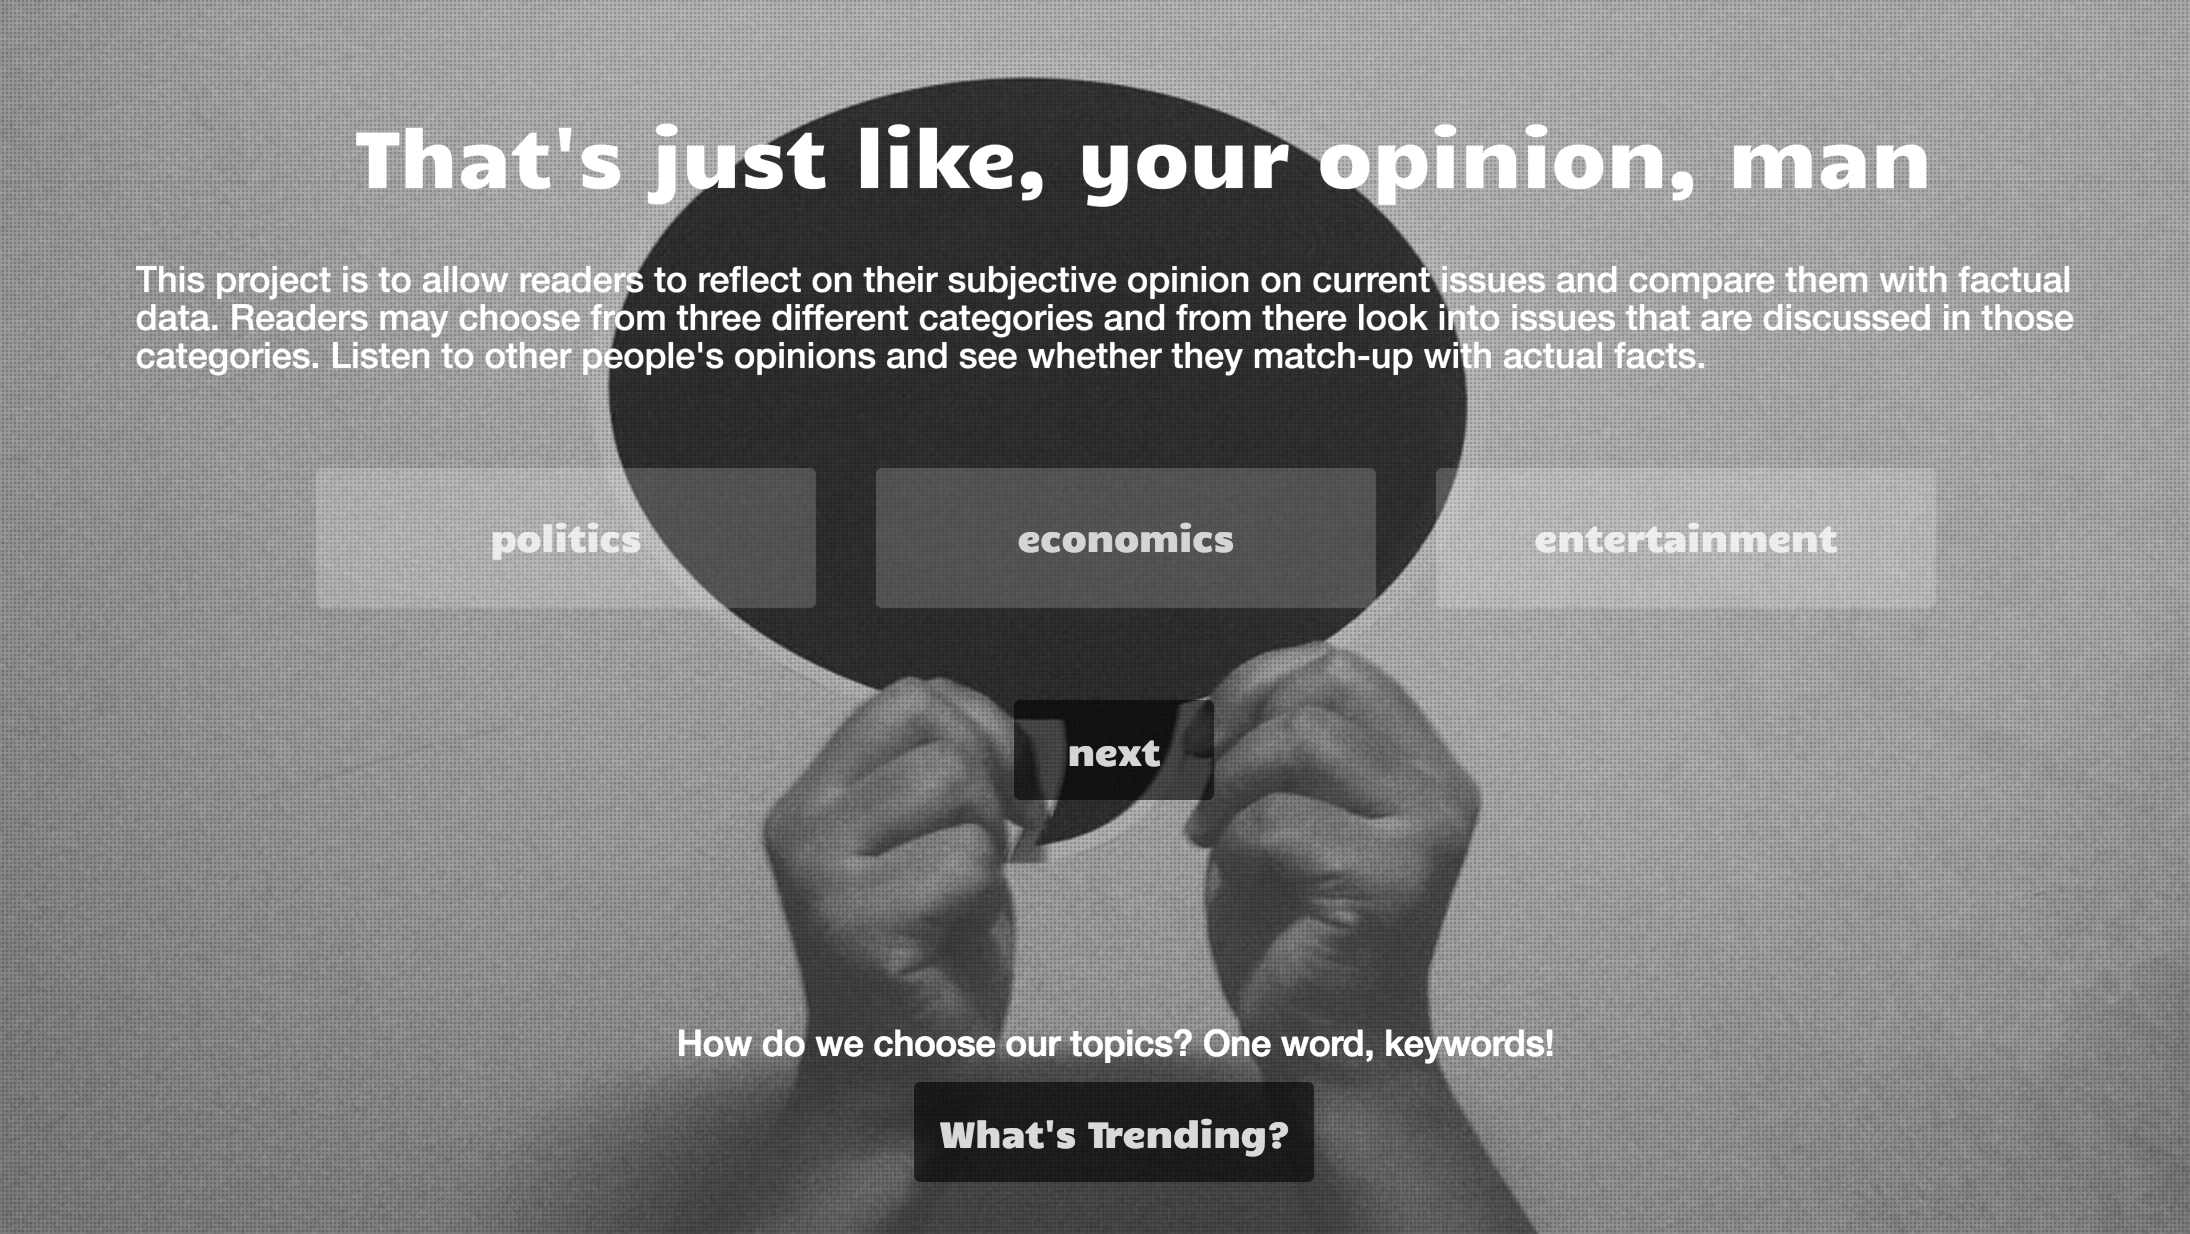 That's just like, your opinion, man
This project is to allow readers to reflect on their subjective opinion on current issues and compare them with factual
data. Readers may choose from three different categories and from there look into issues that are discussed in those
categories. Listen to other people's opinions and see whether they match-up with actual facts.
politics
economics
entertainment
next
How do we choose our topics? One word, keywords!
What's Trending?